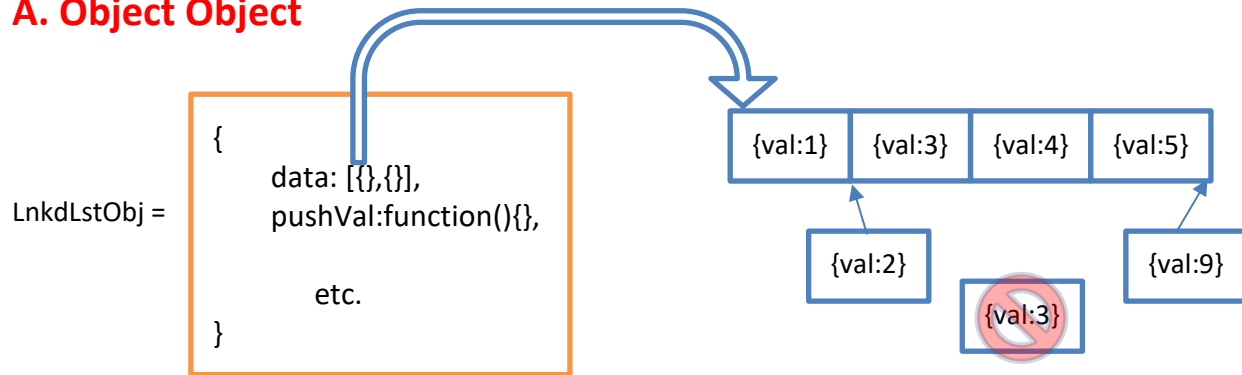 A. Object Object
LnkdLstObj =
{
data: [{},{}],
pushVal:function(){},
etc.
}
{val:1} {val:3} {val:4} {val:5}
{val:2}
{val:9}
{val:3}